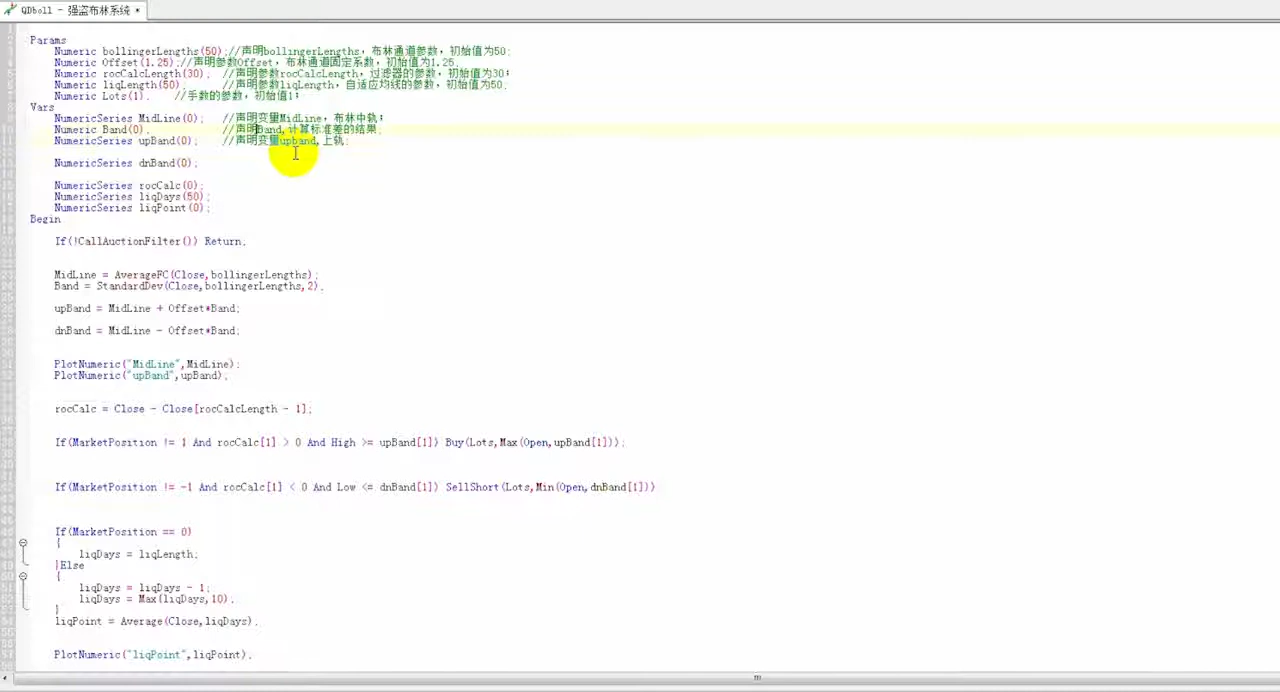 QDboll - 强盗布林系统 *
Params
Numeric bollingerLengths(50);//声明bollingerLengths，布林通道参数，初始值为50;
Numeric Offset(1.25);//声明参数Offset，布林通道固定系数，初始值为1.25.
Numeric rocCalcLength(30); //声明参数rocCalcLength，过滤器的参数，初始值为30;
Numeric liqLength(50); //声明参数liqLength，自适应均线的参数，初始值为50.
Numeric Lots(1). //手数的参数，初始值1;
Vars
NumericSeries MidLine(0); //声明变量MidLine，布林中轨;
Numeric Band(0). //声明Band,计算标准差的结果;
NumericSeries upBand(0); //声明变量upband,上轨.
NumericSeries dnBand(0);
NumericSeries rocCalc(0);
NumericSeries liqDays(50);
NumericSeries liqPoint(0);
Begin
If(!CallAuctionFilter()) Return.
MidLine = AverageFC(Close,bollingerLengths);
Band = StandardDev(Close,bollingerLengths,2).
upBand = MidLine + Offset*Band;
dnBand = MidLine - Offset*Band;
PlotNumeric("MidLine",MidLine);
PlotNumeric("upBand",upBand);
rocCalc = Close - Close[rocCalcLength - 1];
If(MarketPosition != 1 And rocCalc[1] > 0 And High >= upBand[1]) Buy(Lots,Max(Open,upBand[1]));
If(MarketPosition != -1 And rocCalc[1] < 0 And Low <= dnBand[1]) SellShort(Lots,Min(Open,dnBand[1]))
If(MarketPosition == 0)
{
liqDays = liqLength;
}Else
{
liqDays = liqDays - 1;
liqDays = Max(liqDays,10).
}
liqPoint = Average(Close,liqDays).
PlotNumeric("liqPoint",liqPoint).